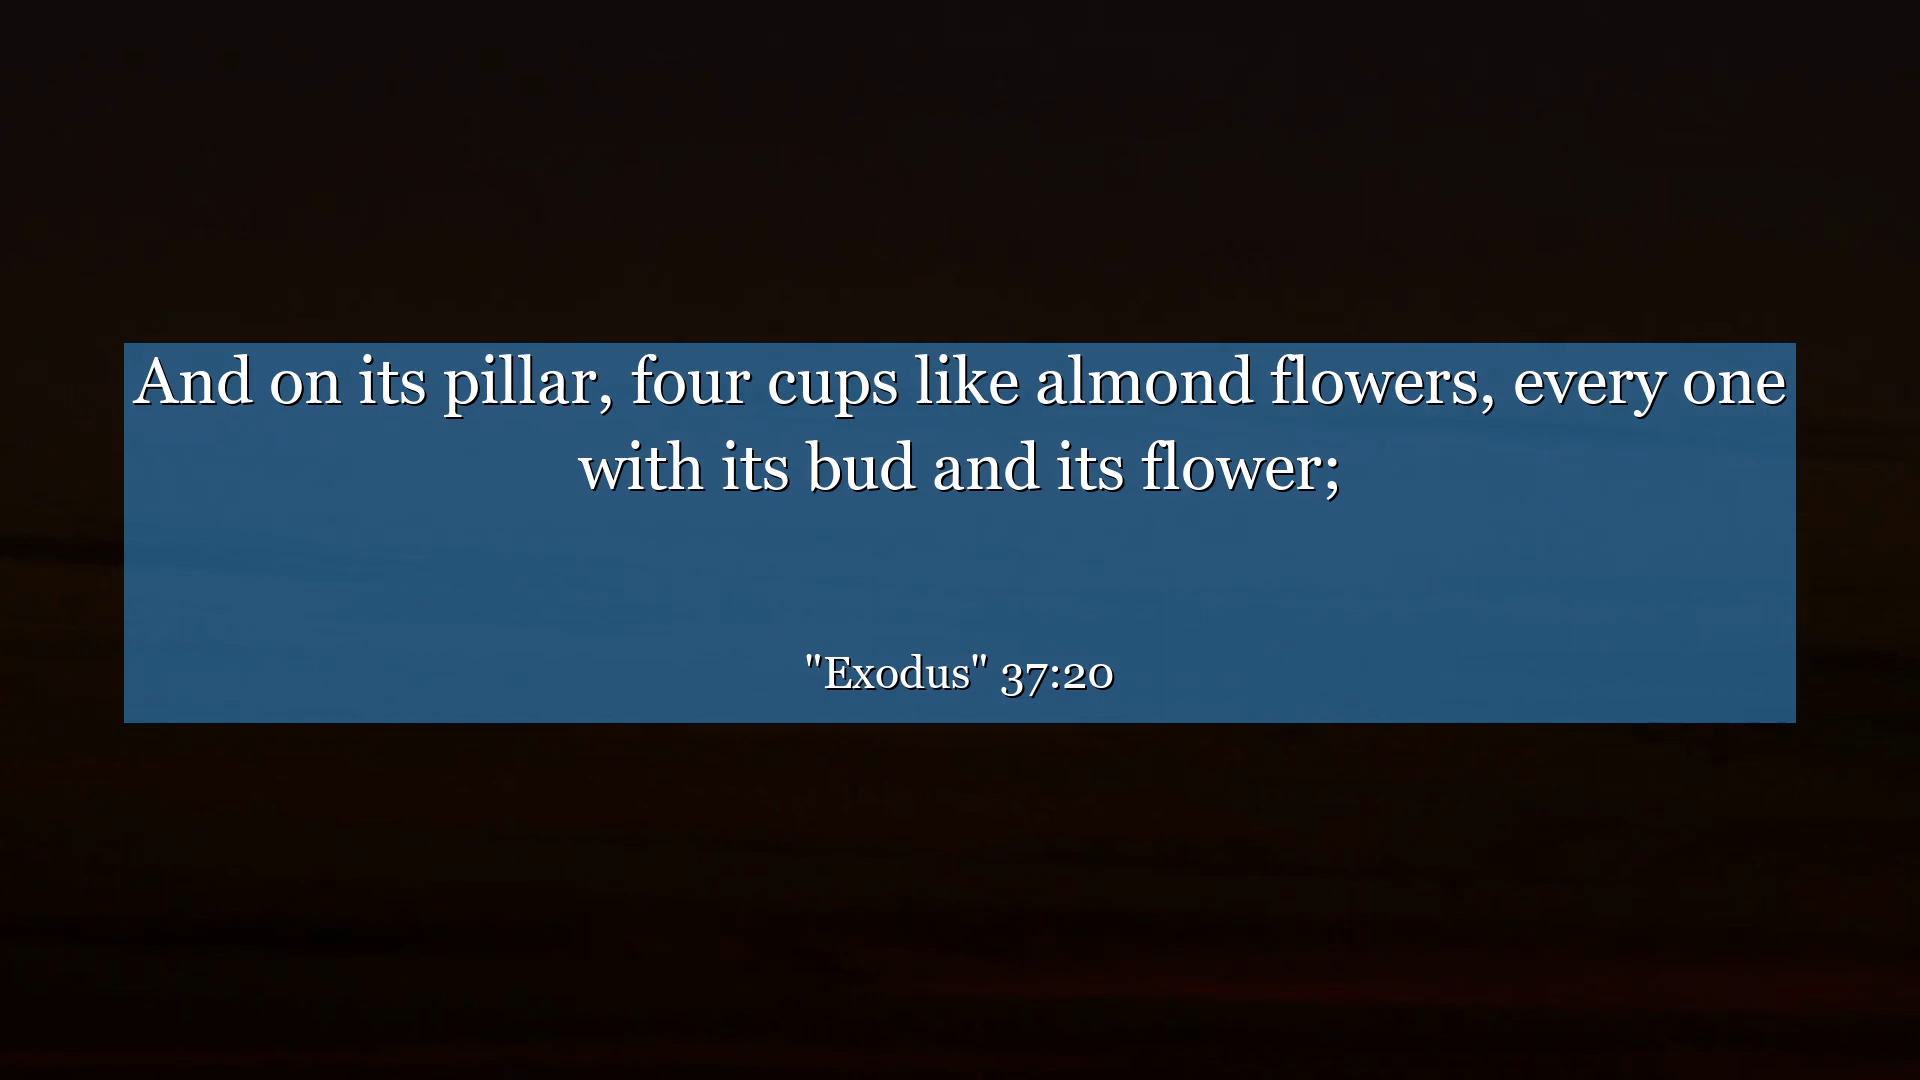 And on its pillar, four cups like almond flowers, every one
with its bud and its flower;
"Exodus" 37:20